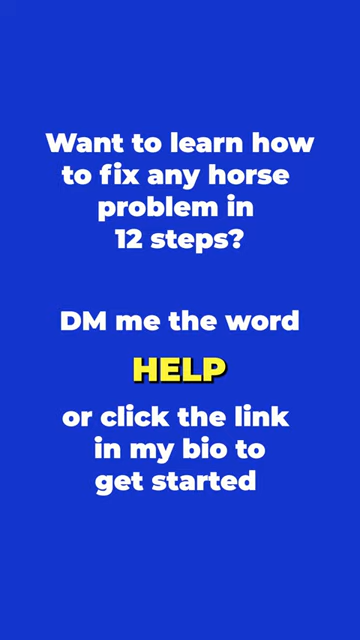 Want to learn how
to fix any horse
problem in
12 steps?
DM me the word
HELP
or click the link
in my bio to
get started